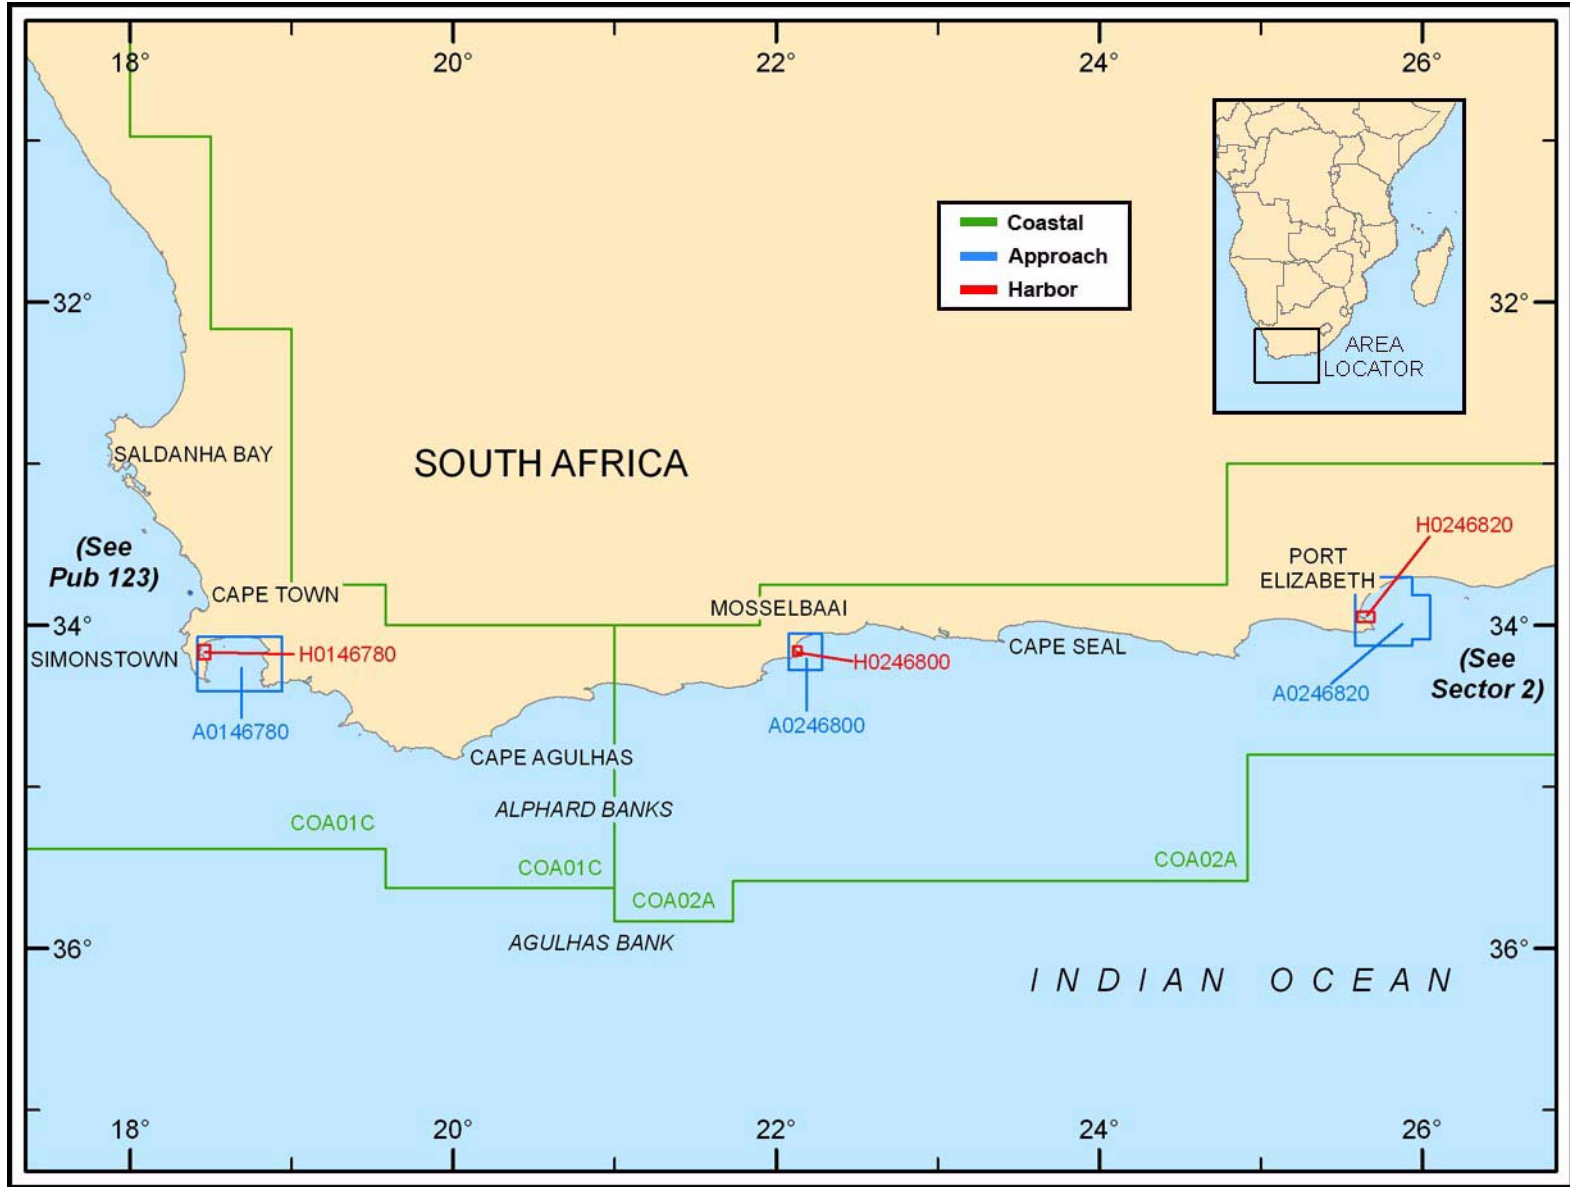 18°
20°
22°
24°
26°
Coastal
Approach
Harbor
AREA
LOCATOR
32°
32°
SALDANHA BAY
SOUTH AFRICA
H0246820
(See
Pub 123)
PORT
ELIZABETH
CAPE TOWN
MOSSELBAAI
34°
34°
SIMONSTOWN
H0146780
H0246800
CAPE SEAL
(See
Sector 2)
A0146780
A0246800
A0246820
CAPE AGULHAS
ALPHARD BANKS
COA01C
COA01C
COA02A
COA02A
AGULHAS BANK
36°
36°
INDIAN OCEAN
18°
20°
22°
24°
26°